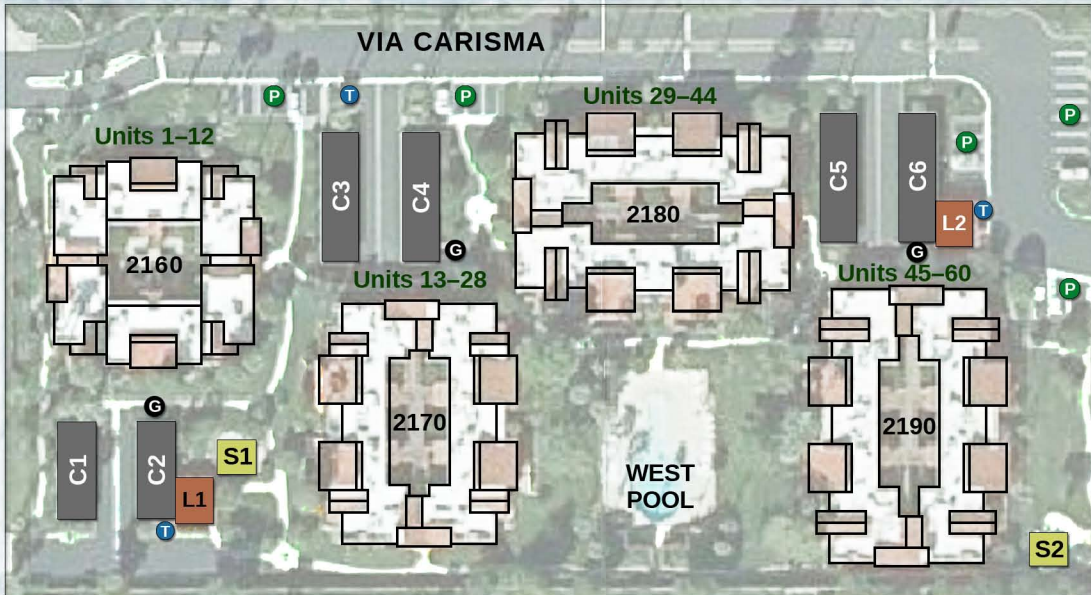 VIA CARISMA
P
T
P
Units 29–44
P
Units 1–12
P
C3
C4
C5
C6
2180
T
L2
2160
G
G
Units 13–28
Units 45–60
P
G
2170
2190
C1
C2
S1
L1
WEST
POOL
T
S2